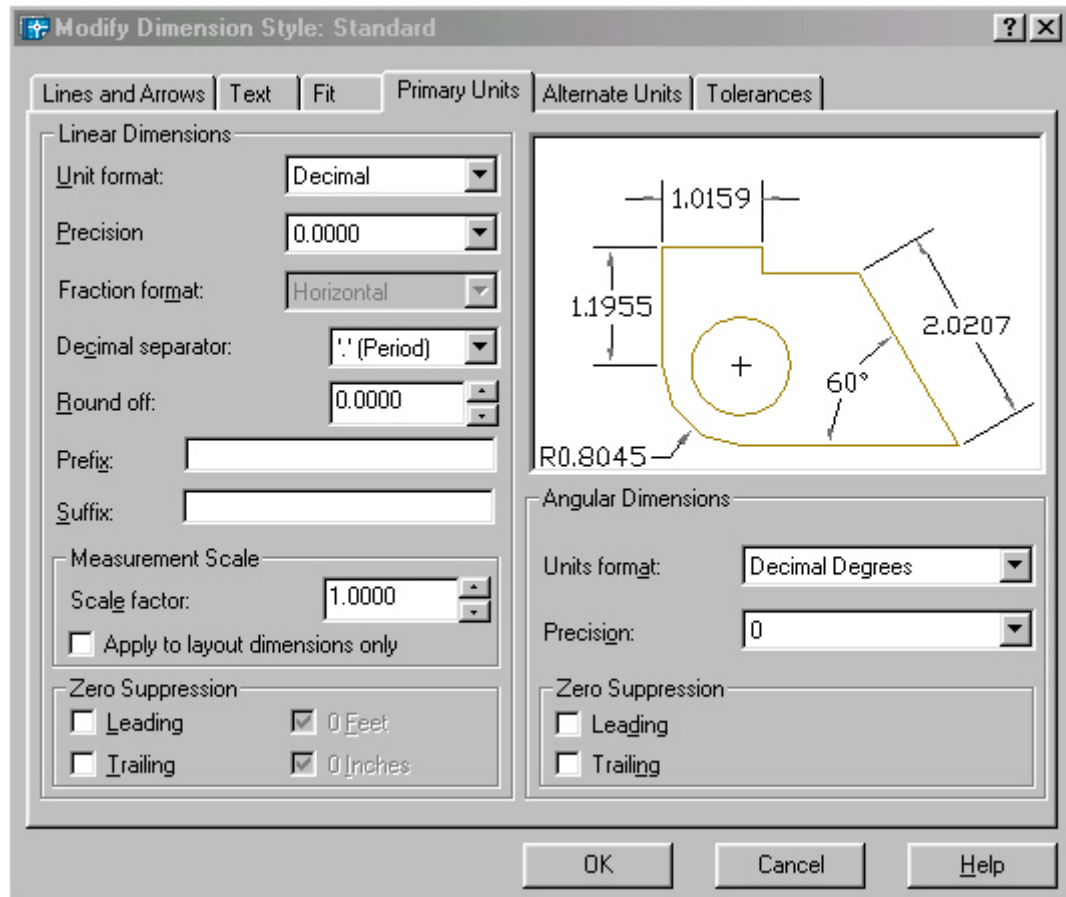 Modify Dimension Style: Standard
Lines and Arrows
Text
Fit
Primary Units
Alternate Units
Tolerances
Linear Dimensions
Unit format:
Decimal
Precision
0.0000
Fraction format:
Horizontal
Decimal separator:
'.' (Period)
Round off:
0.0000
Prefix:
Suffix:
Measurement Scale
Scale factor:
1.0000
Apply to layout dimensions only
Zero Suppression
Leading
0 Feet
Trailing
0 Inches
1.0159
1.1955
2.0207
60°
R0.8045
Angular Dimensions
Units format:
Decimal Degrees
Precision:
0
Zero Suppression
Leading
Trailing
OK
Cancel
Help